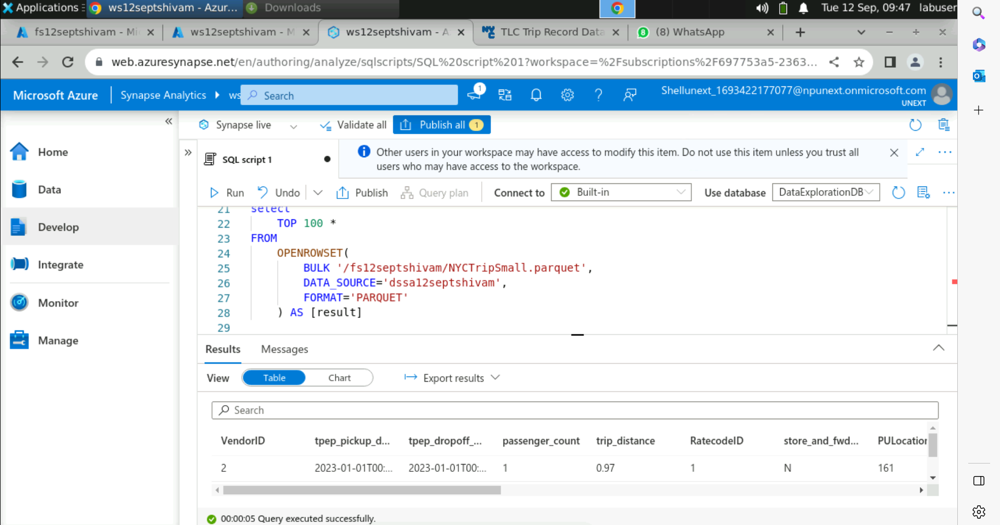 Applications
ws12septshivam - Azur...
Downloads
Tue 12 Sep, 09:47 labuser
fs12septshivam - Mi
ws12septshivam - M
ws12septshivam - A
TLC Trip Record Data
(8) WhatsApp
web.azuresynapse.net/en/authoring/analyze/sqlscripts/SQL%20script%201?workspace=%2Fsubscriptions%2F697753a5-2363...
Microsoft Azure
Synapse Analytics
ws
Search
1
Shellunext_1693422177077@npunext.onmicrosoft.com
UNEXT
Synapse live
Validate all
Publish all 1
Home
Data
Develop
Integrate
Monitor
Manage
SQL script 1
Other users in your workspace may have access to modify this item. Do not use this item unless you trust all
users who may have access to the workspace.
Run
Undo
Publish
Query plan
Connect to
Built-in
Use database
DataExplorationDB
21 select
22 TOP 100 *
23 FROM
24 OPENROWSET(
25 BULK '/fs12septshivam/NYCTripSmall.parquet',
26 DATA_SOURCE='dssa12septshivam',
27 FORMAT='PARQUET'
28 ) AS [result]
29
Results
Messages
View
Table
Chart
Export results
Search
VendorID tpep_pickup_d... tpep_dropoff_... passenger_count trip_distance RatecodeID store_and_fwd... PULocation
2 2023-01-01T00:... 2023-01-01T00:... 1 0.97 1 N 161
00:00:05 Query executed successfully.